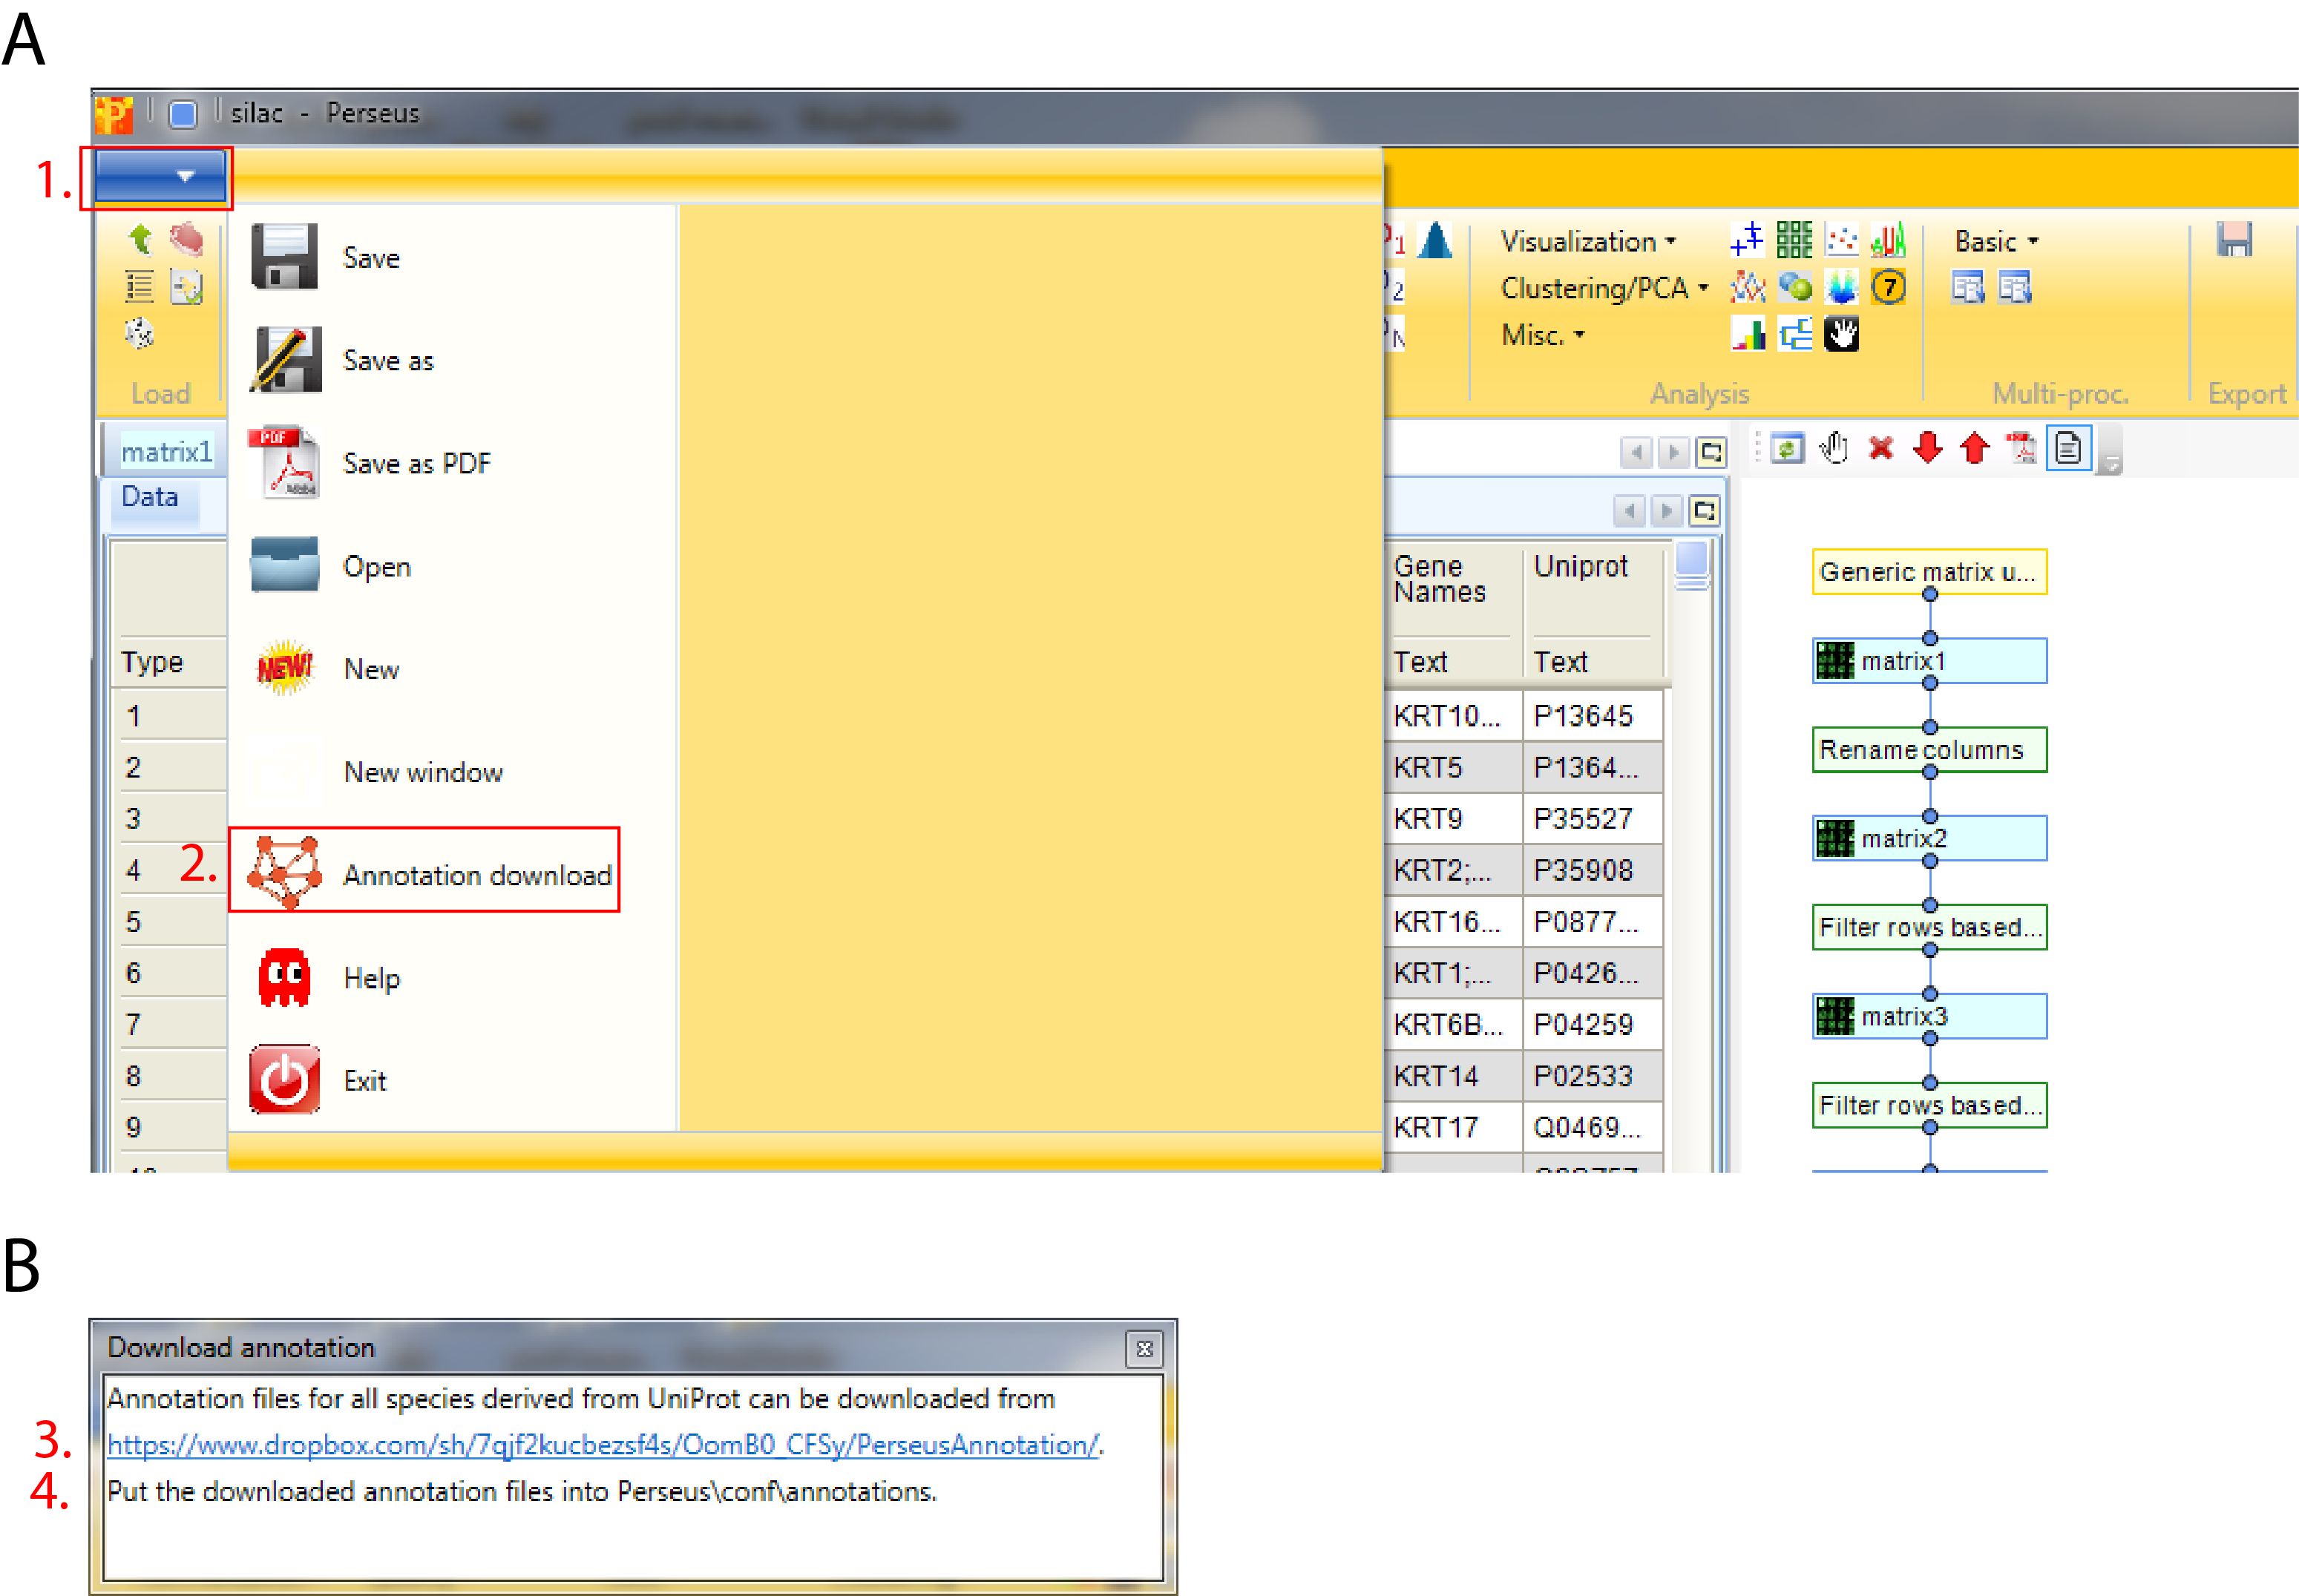 A
silac - Perseus
1.
Save
Save as
Save as PDF
Open
New
New window
2. Annotation download
Help
Exit
Load
matrix1
Data
Type
1
2
3
4
5
6
7
8
9
Visualization
Clustering/PCA
Misc.
Analysis
Basic
Multi-proc.
Export
Gene Names Uniprot
Text Text
KRT10... P13645
KRT5 P1364...
KRT9 P35527
KRT2;... P35908
KRT16... P0877...
KRT1;... P0426...
KRT6B... P04259
KRT14 P02533
KRT17 Q0469...
Generic matrix u...
matrix1
Rename columns
matrix2
Filter rows based...
matrix3
Filter rows based...
B
Download annotation
Annotation files for all species derived from UniProt can be downloaded from
3. https://www.dropbox.com/sh/7qjf2kucbezsf4s/OomB0_CFSy/PerseusAnnotation/.
4. Put the downloaded annotation files into Perseus\conf\annotations.